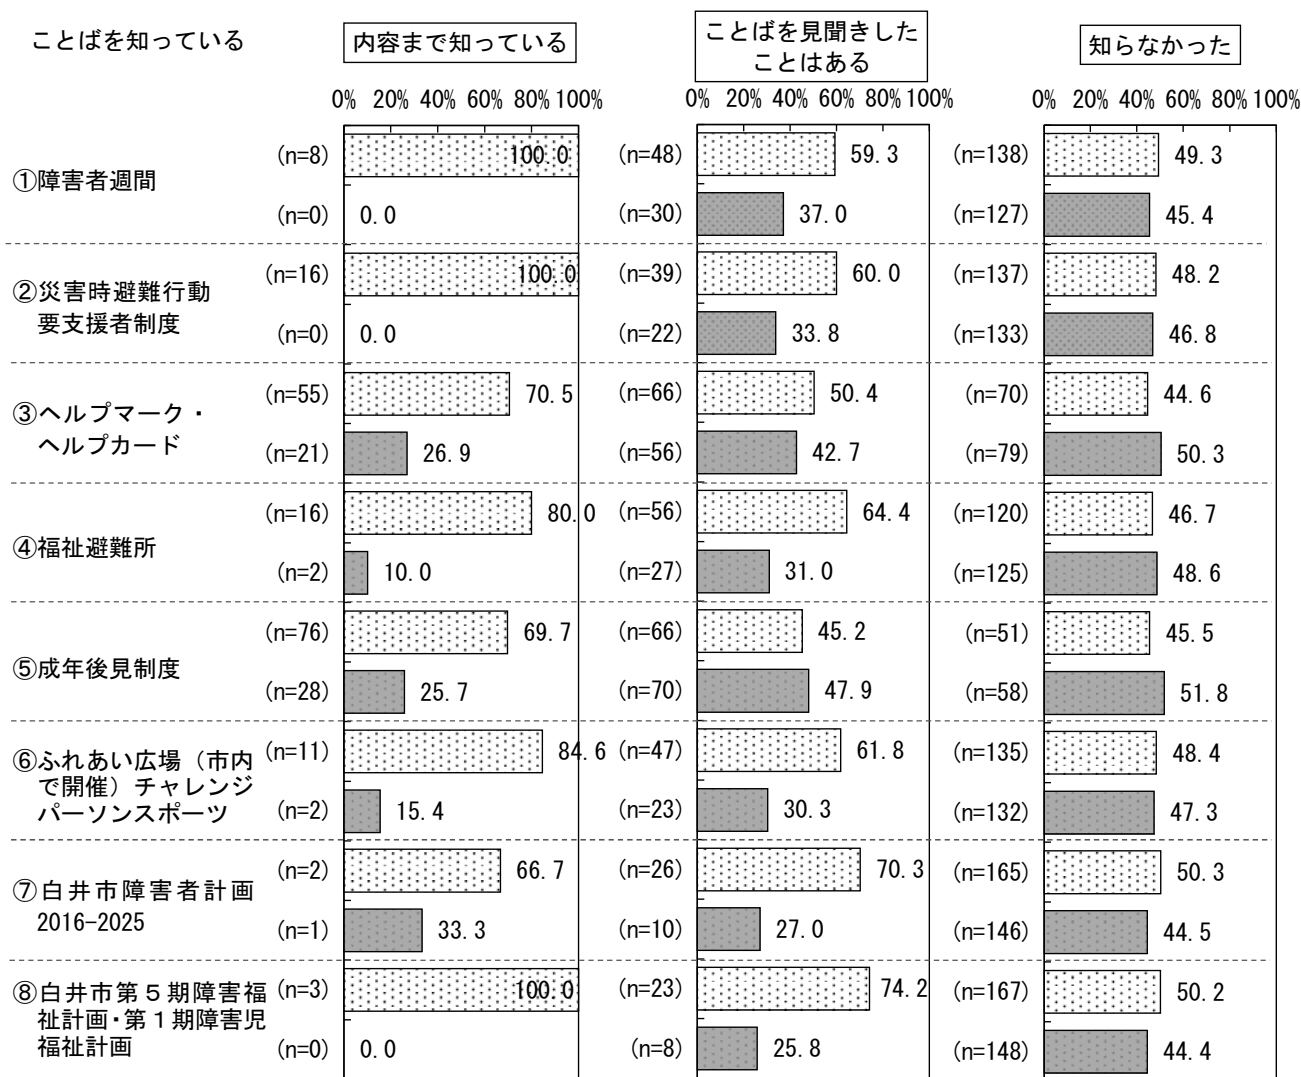 ことばを知っている
内容まで知っている
ことばを見聞きした
ことはある
知らなかった
0% 20% 40% 60% 80% 100%
0% 20% 40% 60% 80% 100%
0% 20% 40% 60% 80% 100%
①障害者週間
(n=8) 100.0 (n=48) 59.3 (n=138) 49.3
(n=0) 0.0 (n=30) 37.0 (n=127) 45.4
②災害時避難行動
要支援者制度
(n=16) 100.0 (n=39) 60.0 (n=137) 48.2
(n=0) 0.0 (n=22) 33.8 (n=133) 46.8
③ヘルプマーク・
ヘルプカード
(n=55) 70.5 (n=66) 50.4 (n=70) 44.6
(n=21) 26.9 (n=56) 42.7 (n=79) 50.3
④福祉避難所
(n=16) 80.0 (n=56) 64.4 (n=120) 46.7
(n=2) 10.0 (n=27) 31.0 (n=125) 48.6
⑤成年後見制度
(n=76) 69.7 (n=66) 45.2 (n=51) 45.5
(n=28) 25.7 (n=70) 47.9 (n=58) 51.8
⑥ふれあい広場（市内
で開催）チャレンジ
パーソンスポーツ
(n=11) 84.6 (n=47) 61.8 (n=135) 48.4
(n=2) 15.4 (n=23) 30.3 (n=132) 47.3
⑦白井市障害者計画
2016-2025
(n=2) 66.7 (n=26) 70.3 (n=165) 50.3
(n=1) 33.3 (n=10) 27.0 (n=146) 44.5
⑧白井市第５期障害福
祉計画・第１期障害児
福祉計画
(n=3) 100.0 (n=23) 74.2 (n=167) 50.2
(n=0) 0.0 (n=8) 25.8 (n=148) 44.4